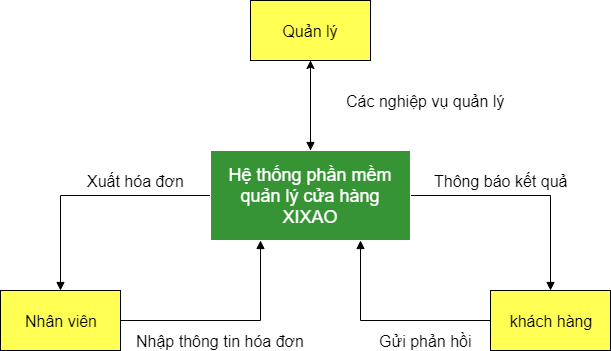 Quản lý
Các nghiệp vụ quản lý
Hệ thống phần mềm
quản lý cửa hàng
XIXAO
Xuất hóa đơn
Thông báo kết quả
Nhân viên
khách hàng
Nhập thông tin hóa đơn
Gửi phản hồi